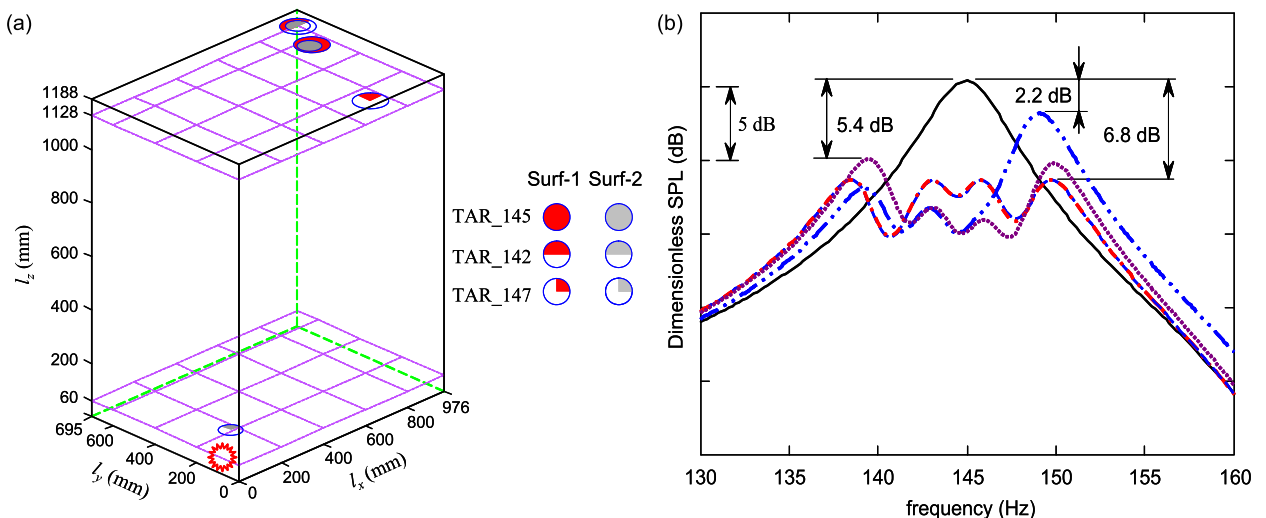 (a)
1188
1128
1000
800
600
400
200
60
l_z (mm)
695
600
400
200
0
l_y (mm)
0
200
400
600
800
976
l_x (mm)
Surf-1 Surf-2
TAR_145
TAR_142
TAR_147
(b)
5 dB
5.4 dB
2.2 dB
6.8 dB
Dimensionless SPL (dB)
130 135 140 145 150 155 160
frequency (Hz)